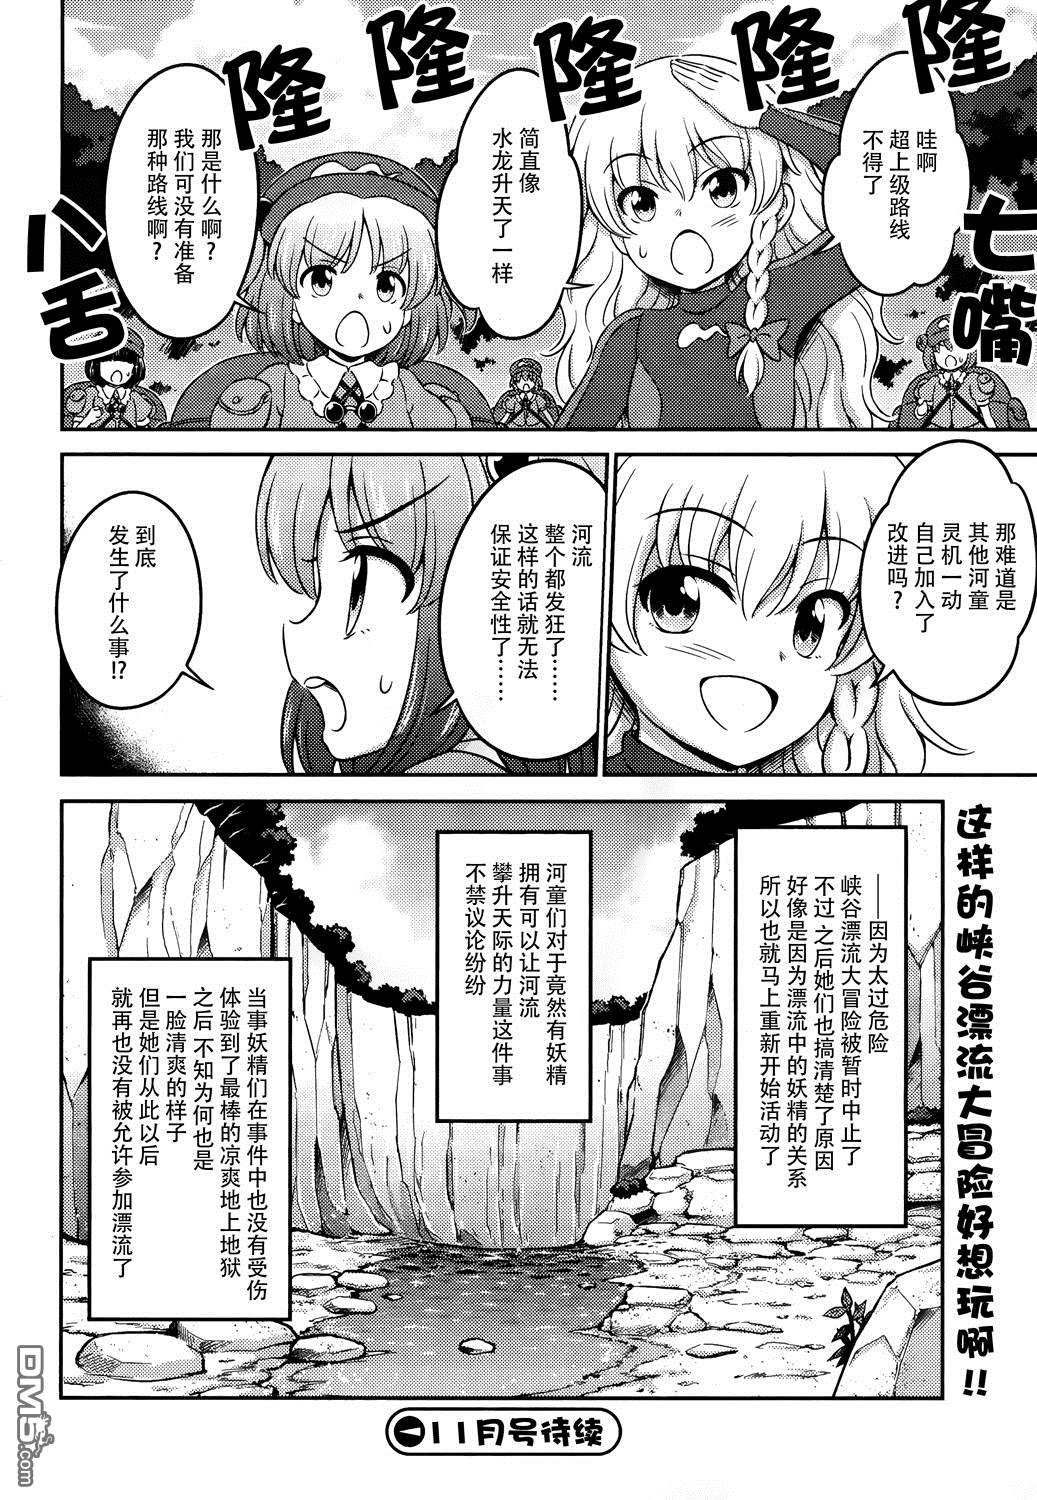 隆
隆
隆
隆
隆
七嘴
八舌
哇啊
超上级路线
不得了
简直像
水龙升天了一样
那是什么啊？
我们可没有准备
那种路线啊？
那难道是
其他河童
灵机一动
自己加入了
改进吗？
河流
整个都发狂了……
这样的话就无法
保证安全性了……
到底
发生了什么事!?
——因为太过危险
峡谷漂流大冒险被暂时中止了
不过 之后她们也搞清楚了原因
好像是因为漂流中的妖精的关系
所以也就马上重新开始活动了
河童们对于竟然有妖精
拥有可以让河流
攀升天际的力量这件事
不禁议论纷纷
当事妖精们在事件中也没有受伤
体验到了最棒的凉爽地上地狱
之后 不知为何也是
一脸清爽的样子
但是她们从此以后
就再也没有被允许参加漂流了
这样的峡谷漂流大冒险好想玩啊!!
11月号待续
DM5
动漫屋
www.dm5.com